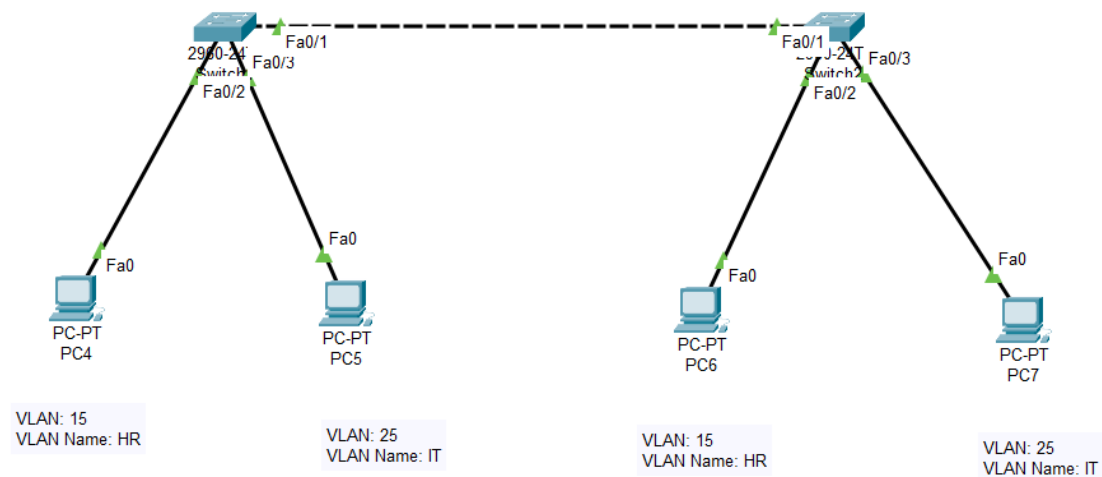 Fa0/1
Fa0/3
Fa0/2
Fa0/1
Fa0/3
Fa0/2
Fa0
Fa0
Fa0
Fa0
PC-PT
PC4
PC-PT
PC5
PC-PT
PC6
PC-PT
PC7
VLAN: 15
VLAN Name: HR
VLAN: 25
VLAN Name: IT
VLAN: 15
VLAN Name: HR
VLAN: 25
VLAN Name: IT